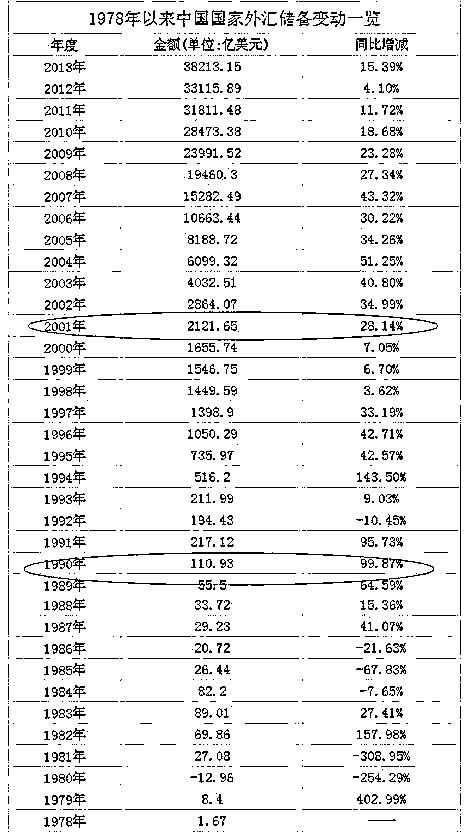 1978年以来中国国家外汇储备变动一览
年度 金额(单位:亿美元) 同比增减
2013年 38213.15 15.39%
2012年 33115.89 4.10%
2011年 31811.48 11.72%
2010年 28473.38 18.68%
2009年 23991.52 23.28%
2008年 19460.3 27.34%
2007年 15282.49 43.32%
2006年 10663.44 30.22%
2005年 8188.72 34.26%
2004年 6099.32 51.25%
2003年 4032.51 40.80%
2002年 2864.07 34.99%
2001年 2121.65 28.14%
2000年 1655.74 7.05%
1999年 1546.75 6.70%
1998年 1449.59 3.62%
1997年 1398.9 33.19%
1996年 1050.29 42.71%
1995年 735.97 42.57%
1994年 516.2 143.50%
1993年 211.99 9.03%
1992年 194.43 -10.45%
1991年 217.12 95.73%
1990年 110.93 99.87%
1989年 55.5 64.59%
1988年 33.72 15.36%
1987年 29.23 41.07%
1986年 20.72 -21.63%
1985年 26.44 -67.83%
1984年 82.2 -7.65%
1983年 89.01 27.41%
1982年 69.86 157.98%
1981年 27.08 -308.95%
1980年 -12.96 -254.29%
1979年 8.4 402.99%
1978年 1.67 ——